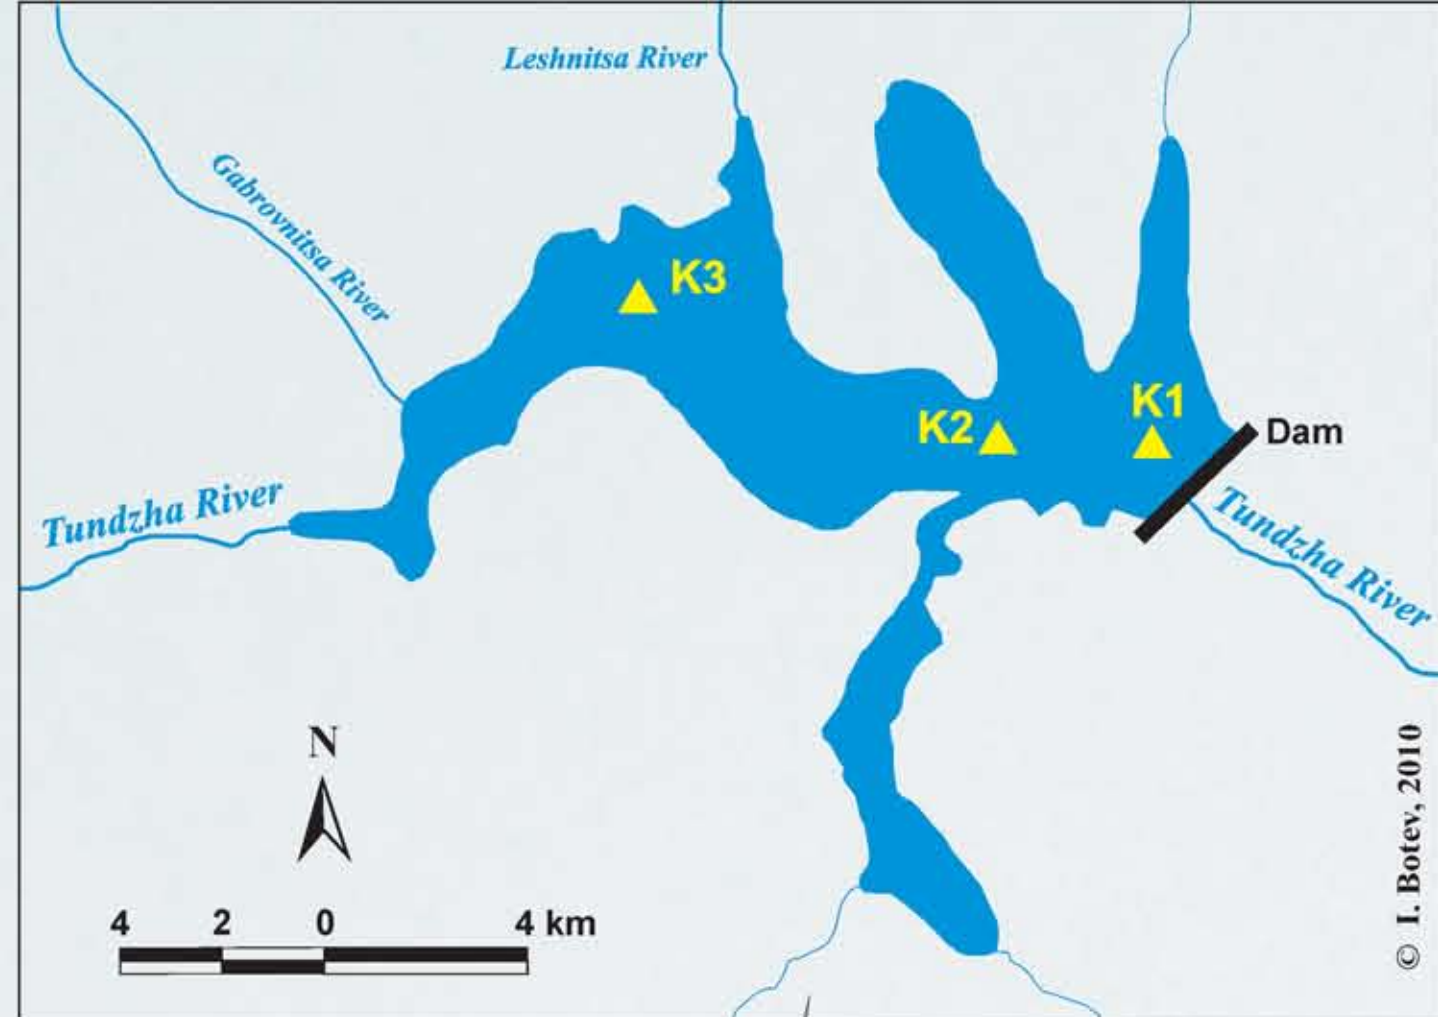 Leshnitsa River
Gabrovnitsa River
K3
K1
K2
Dam
Tundzha River
Tundzha River
N
4 2 0 4 km
© I. Botev, 2010